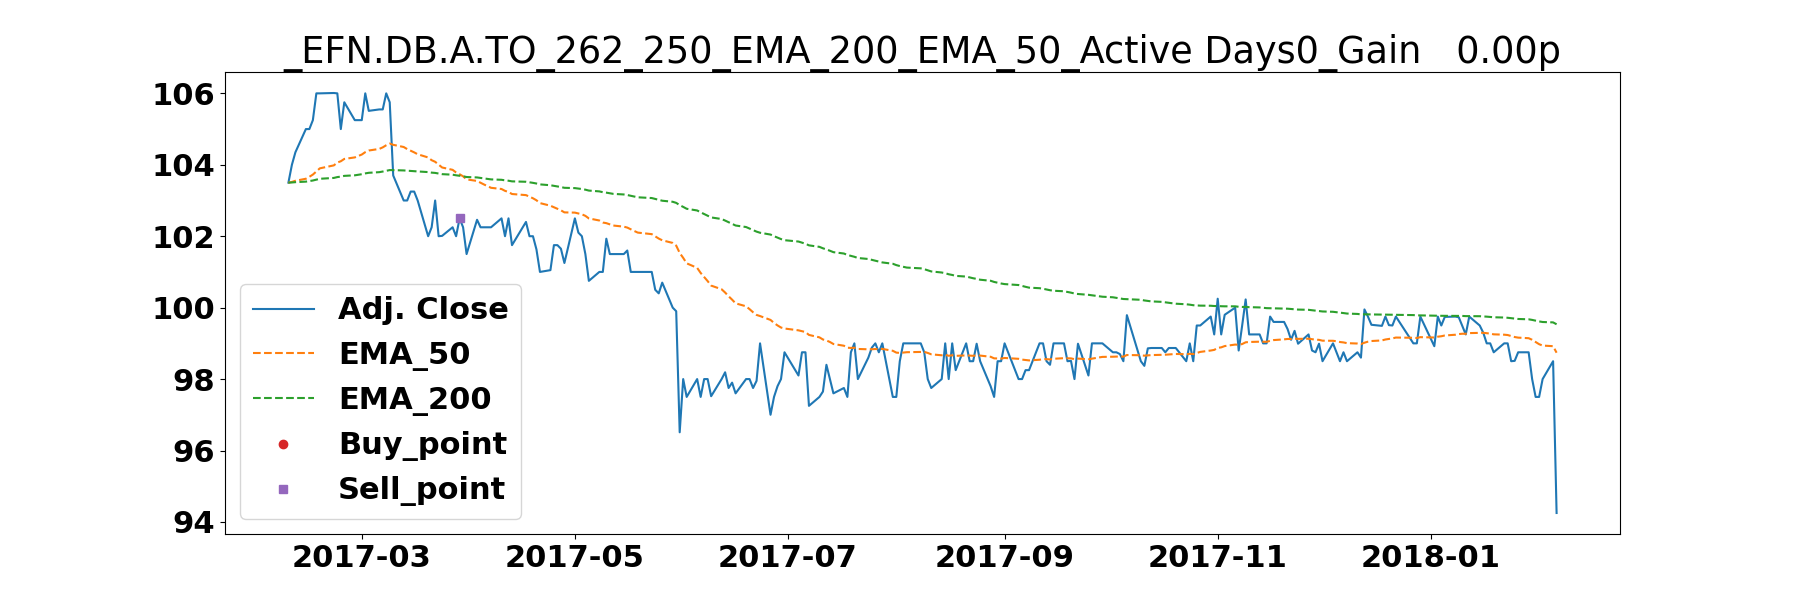 _EFN.DB.A.TO_262_250_EMA_200_EMA_50_Active Days0_Gain   0.00p
106
104
102
100
98
96
94
Adj. Close
EMA_50
EMA_200
Buy_point
Sell_point
2017-03 2017-05 2017-07 2017-09 2017-11 2018-01